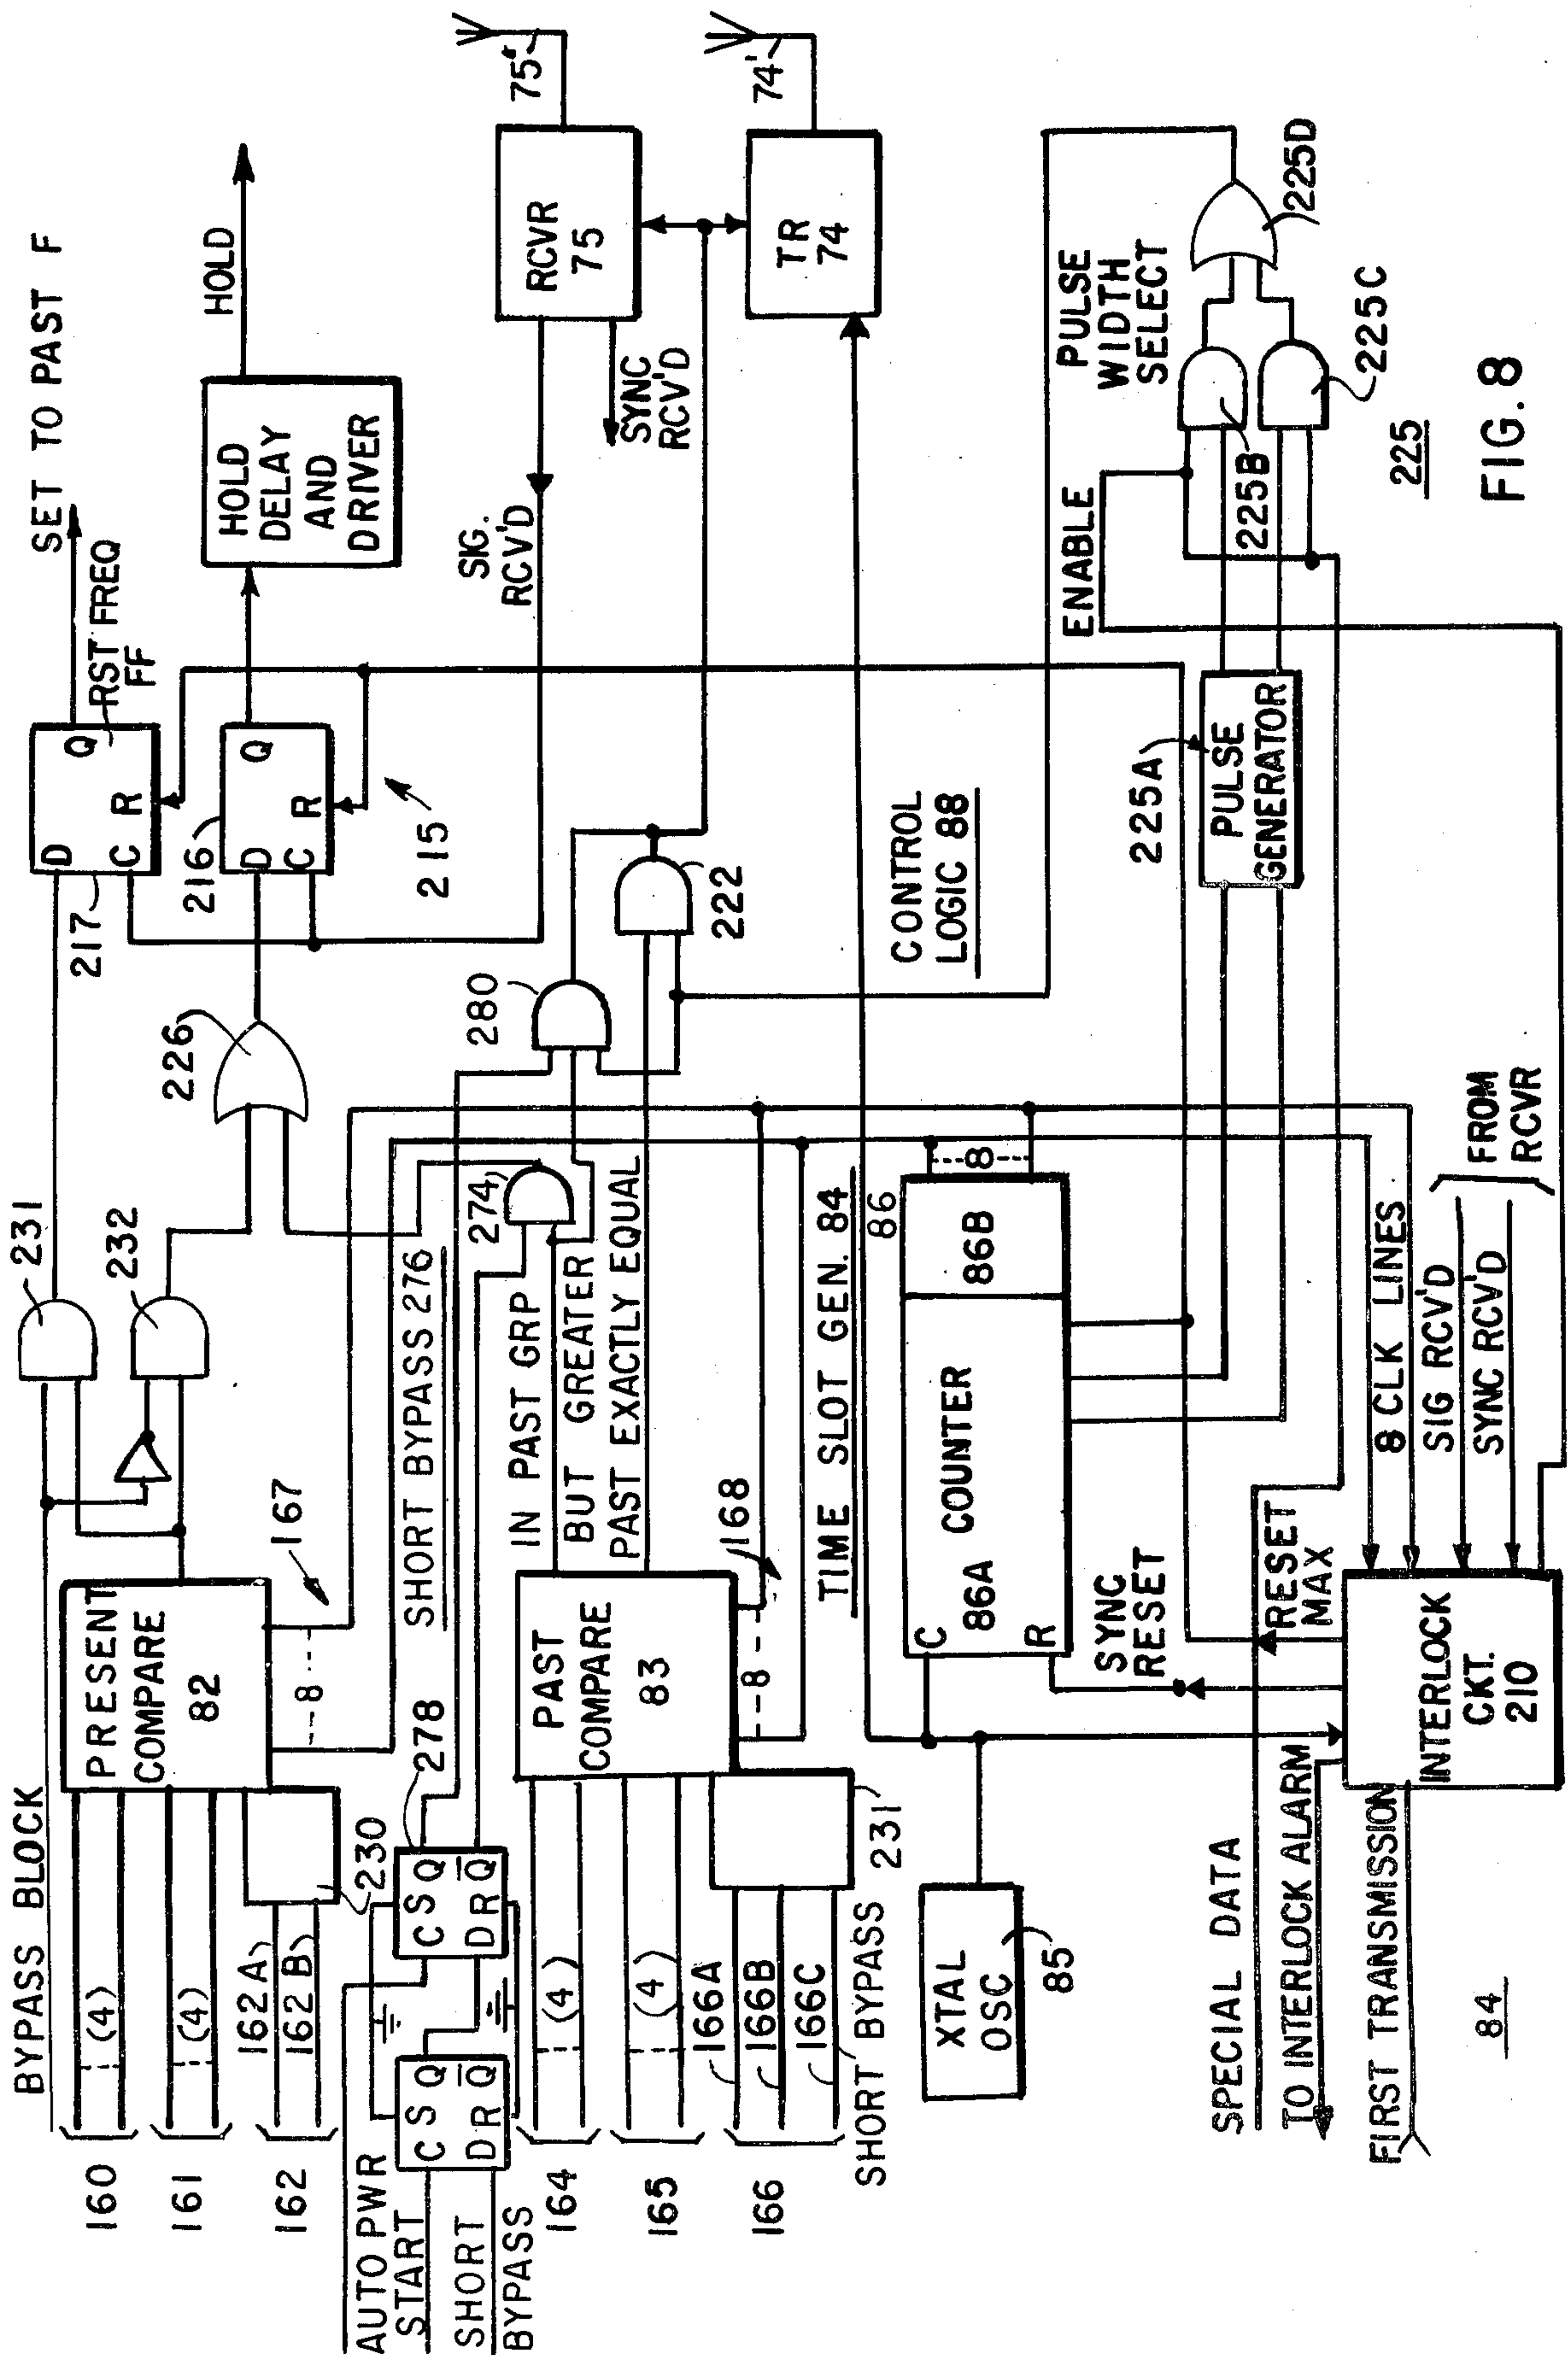 SET TO PAST F
HOLD
RST FREQ
FF
HOLD
DELAY
AND
DRIVER
217
D
Q
C
R
216
D
Q
C
R
215
226
231
232
BYPASS BLOCK
PRESENT
COMPARE
82
160
(4)
161
(4)
162
162A
162B
230
167
--8--
SIG.
RCV'D
SYNC
RCV'D
RCVR
75
75'
TR
74
74'
SHORT BYPASS 276
274
280
222
IN PAST GRP
BUT GREATER
PAST EXACTLY EQUAL
AUTO PWR
START
SHORT
BYPASS
C S Q
D R Q
278
C S Q
D R Q
PAST
COMPARE
83
164
(4)
165
(4)
166
166A
166B
166C
SHORT BYPASS
231
168
--8--
TIME SLOT GEN. 84
CONTROL
LOGIC 88
86
86B
COUNTER
86A
C
R
--8--
XTAL
OSC
85
SYNC
RESET
RESET
MAX
225A
PULSE
GENERATOR
ENABLE
PULSE
WIDTH
SELECT
225B
225C
225D
225
SPECIAL DATA
TO INTERLOCK ALARM
FIRST TRANSMISSION
INTERLOCK
CKT.
210
8 CLK LINES
SIG RCV'D
SYNC RCV'D
FROM
RCVR
84
FIG. 8